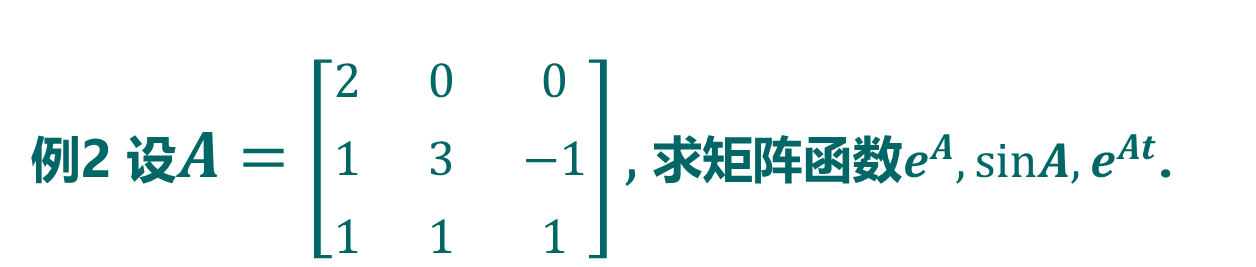 例2 设A = [2 0 0
1 3 −1
1 1 1], 求矩阵函数e^A, sinA, e^{At}.